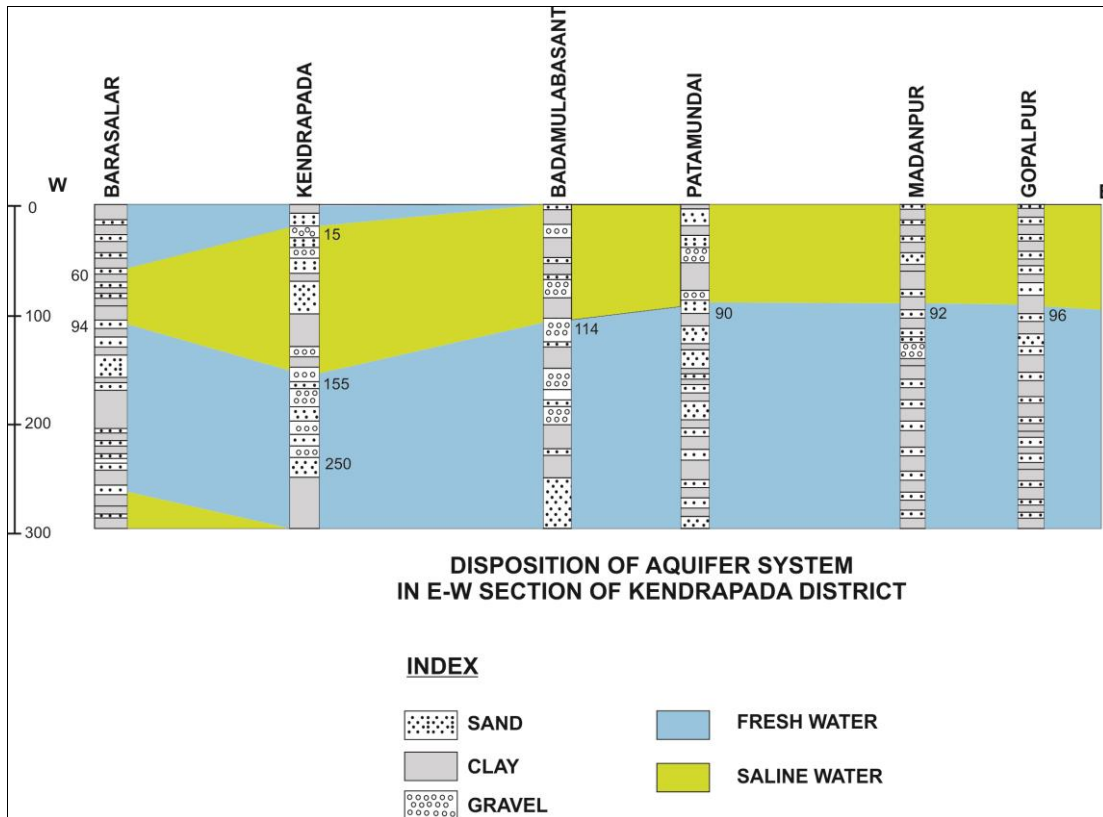 BARASALAR
KENDRAPADA
BADAMULABASANT
PATAMUNDAI
MADANPUR
GOPALPUR
W
0
15
60
94
100
114
90
92
96
155
200
250
300
DISPOSITION OF AQUIFER SYSTEM
IN E-W SECTION OF KENDRAPADA DISTRICT
INDEX
SAND
FRESH WATER
CLAY
SALINE WATER
GRAVEL